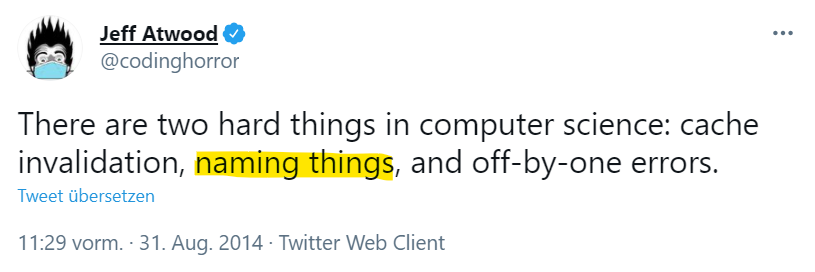 Jeff Atwood
@codinghorror
There are two hard things in computer science: cache
invalidation, naming things, and off-by-one errors.
Tweet übersetzen
11:29 vorm. · 31. Aug. 2014 · Twitter Web Client